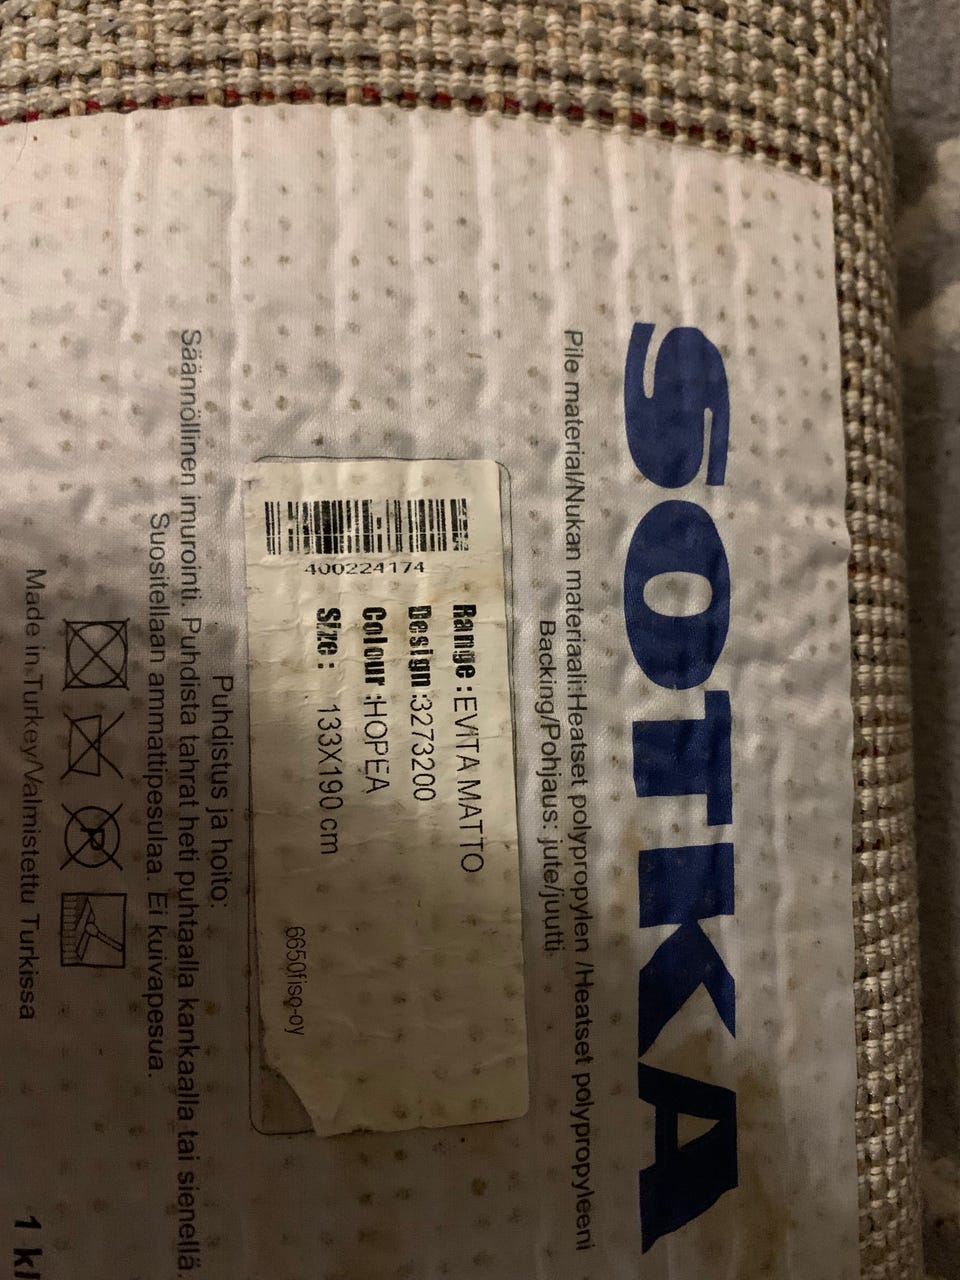 SOTKA
Pile material/Nukan materiaali:Heatset polypropylen /Heatset polypropyleeni
Backing/Pohjaus: jute/juutti
Range : EVITA MATTO
Design :3273200
Colour :HOPEA
Size : 133X190 cm
400224174
6650fisq-oy
Puhdistus ja hoito:
Säännöllinen imurointi. Puhdista tahrat heti puhtaalla kankaalla tai sienellä.
Suositellaan ammattipesulaa. Ei kuivapesua.
P
Made in Turkey/Valmistettu Turkissa
1 kl